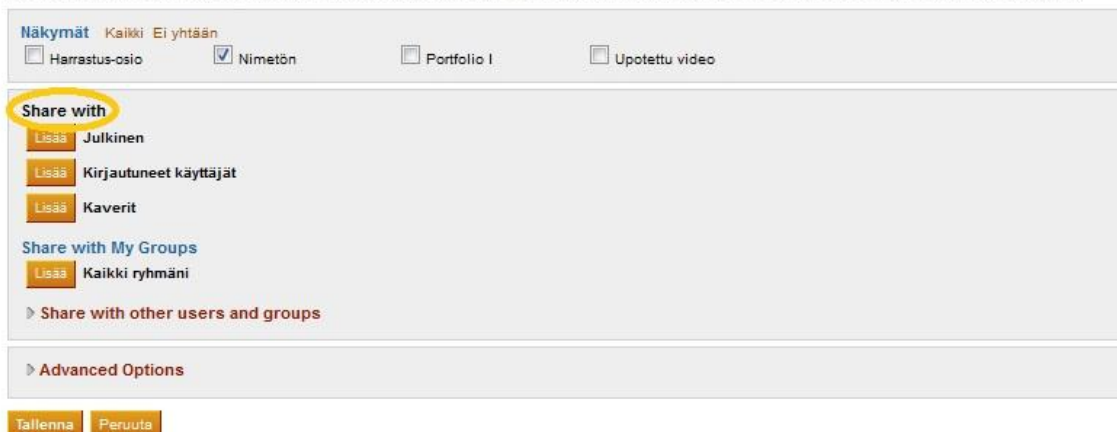 Näkymät Kaikki Ei yhtään
Harrastus-osio Nimetön Portfolio I Upotettu video
Share with
Lisää Julkinen
Lisää Kirjautuneet käyttäjät
Lisää Kaverit
Share with My Groups
Lisää Kaikki ryhmäni
Share with other users and groups
Advanced Options
Tallenna Peruuta